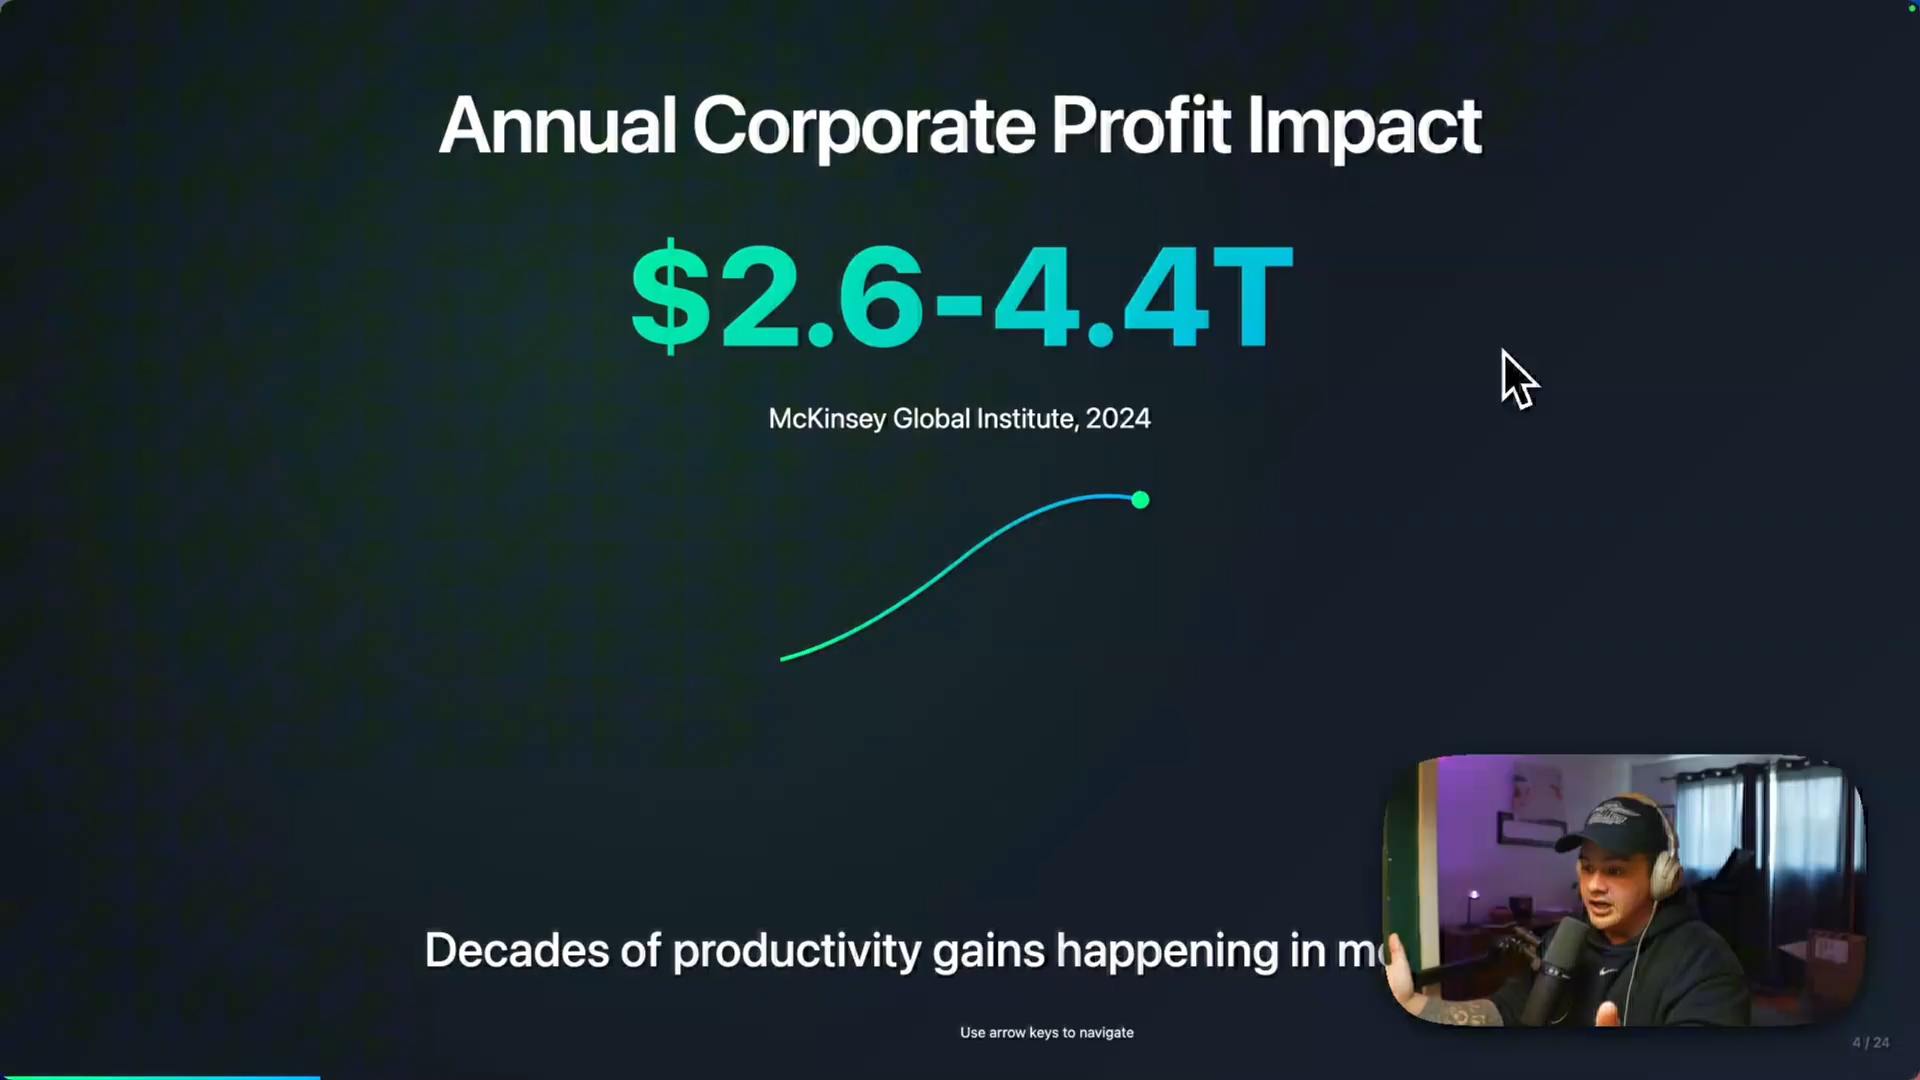 Annual Corporate Profit Impact
$2.6-4.4T
McKinsey Global Institute, 2024
Decades of productivity gains happening in
Use arrow keys to navigate
4 / 24